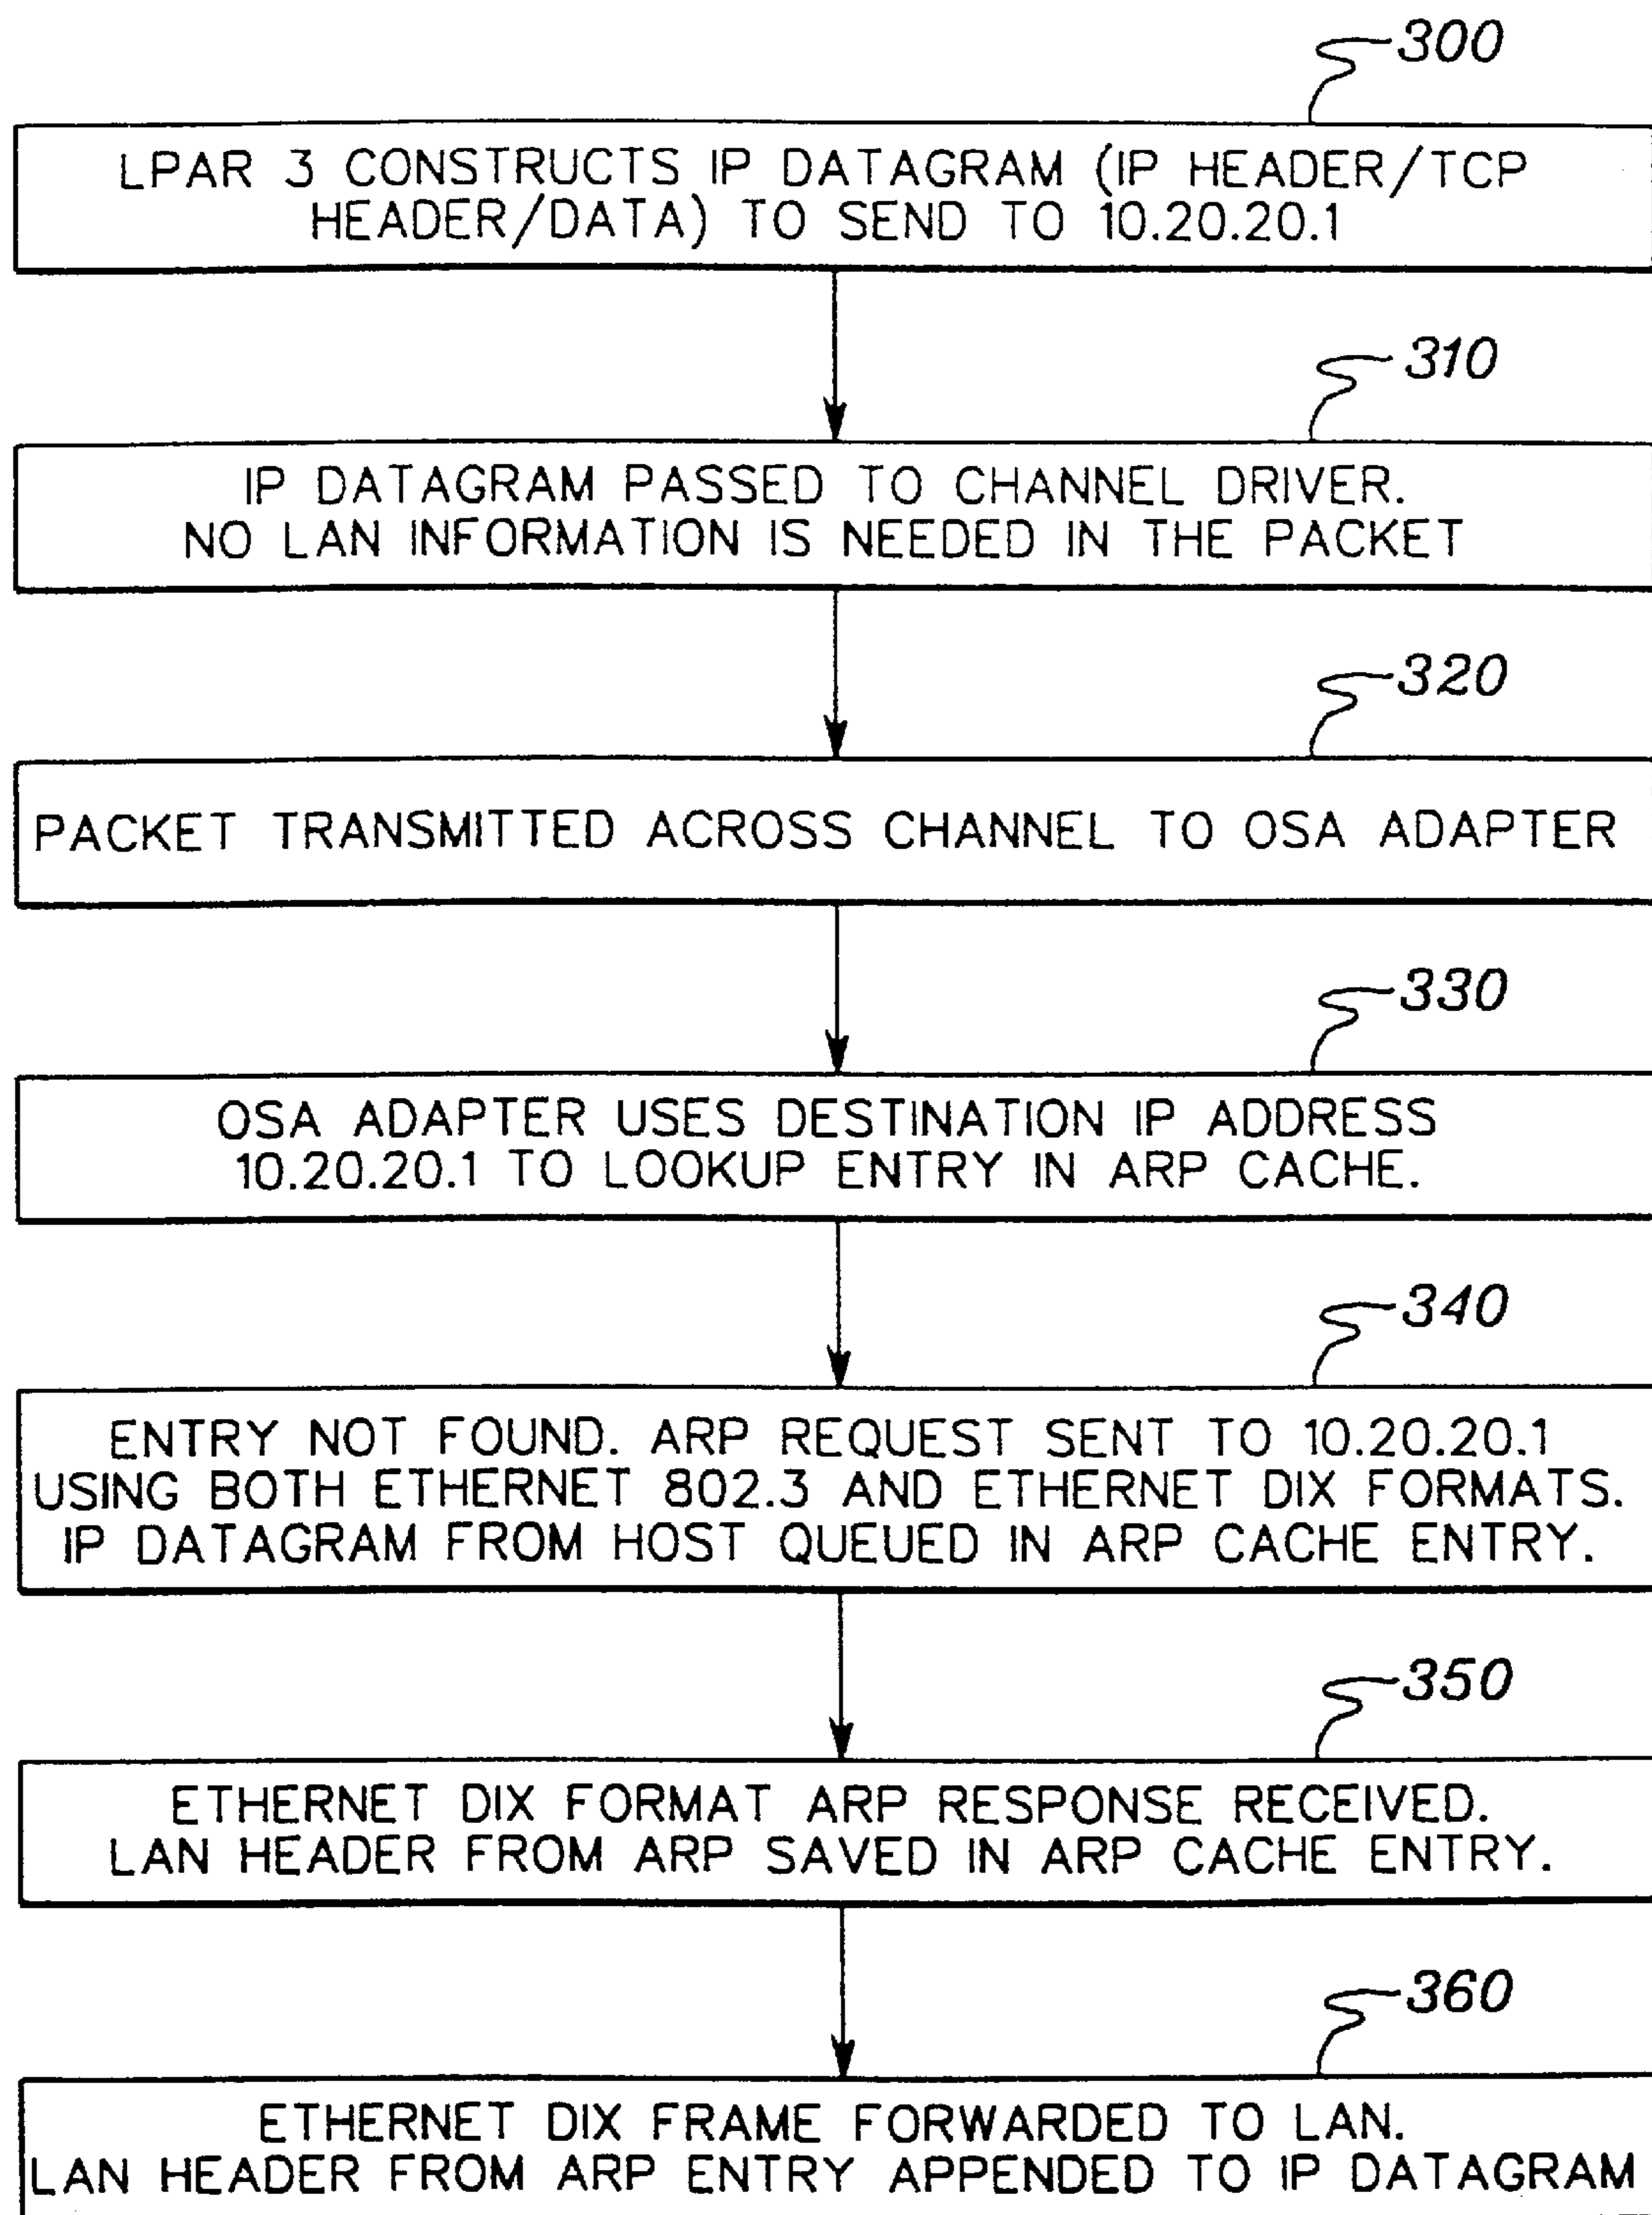 300
LPAR 3 CONSTRUCTS IP DATAGRAM (IP HEADER/TCP
HEADER/DATA) TO SEND TO 10.20.20.1
310
IP DATAGRAM PASSED TO CHANNEL DRIVER.
NO LAN INFORMATION IS NEEDED IN THE PACKET
320
PACKET TRANSMITTED ACROSS CHANNEL TO OSA ADAPTER
330
OSA ADAPTER USES DESTINATION IP ADDRESS
10.20.20.1 TO LOOKUP ENTRY IN ARP CACHE.
340
ENTRY NOT FOUND. ARP REQUEST SENT TO 10.20.20.1
USING BOTH ETHERNET 802.3 AND ETHERNET DIX FORMATS.
IP DATAGRAM FROM HOST QUEUED IN ARP CACHE ENTRY.
350
ETHERNET DIX FORMAT ARP RESPONSE RECEIVED.
LAN HEADER FROM ARP SAVED IN ARP CACHE ENTRY.
360
ETHERNET DIX FRAME FORWARDED TO LAN.
LAN HEADER FROM ARP ENTRY APPENDED TO IP DATAGRAM